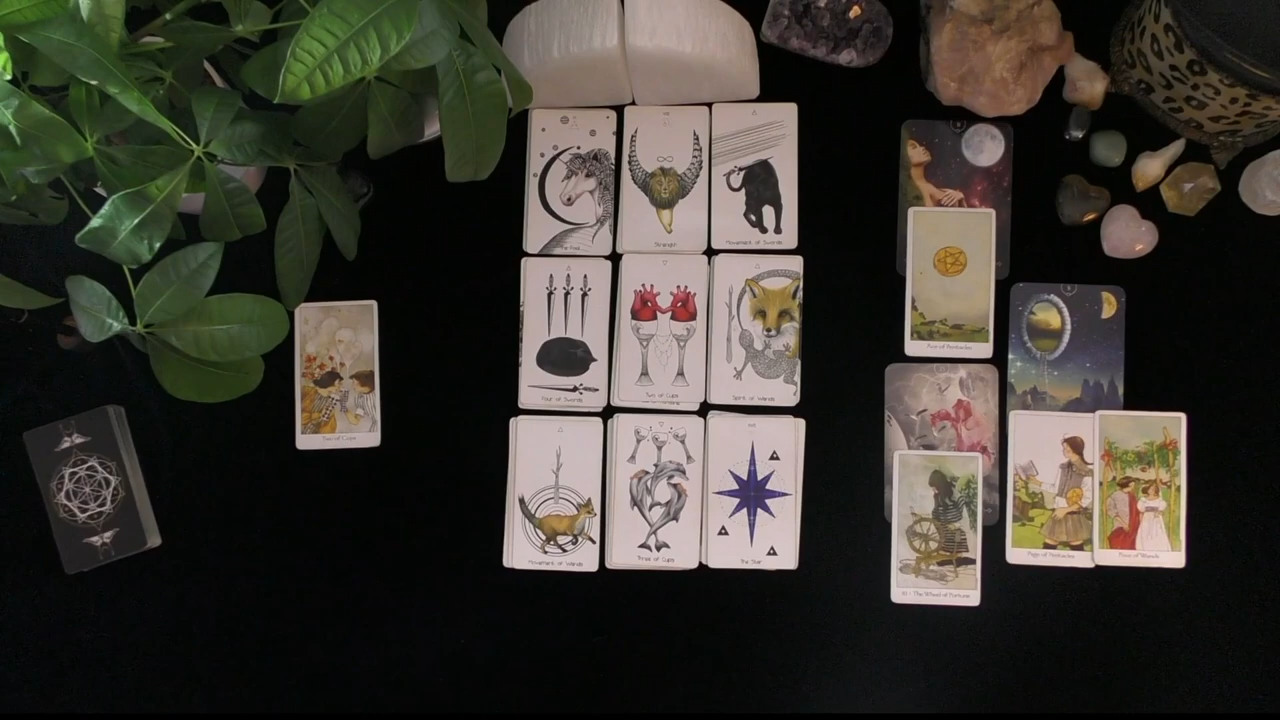 The Fool
VIII
Strength
Movement of Swords
Four of Swords
Two of Cups
Spirit of Wands
Movement of Wands
Three of Cups
XVII
The Star
Two of Cups
Ace of Pentacles
10 | The Wheel of Fortune
Page of Pentacles
Four of Wands